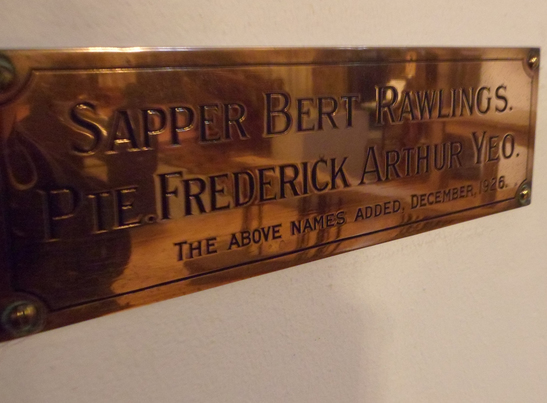 SAPPER BERT RAWLINGS.
PTE. FREDERICK ARTHUR YEO.
THE ABOVE NAMES ADDED, DECEMBER, 1926.